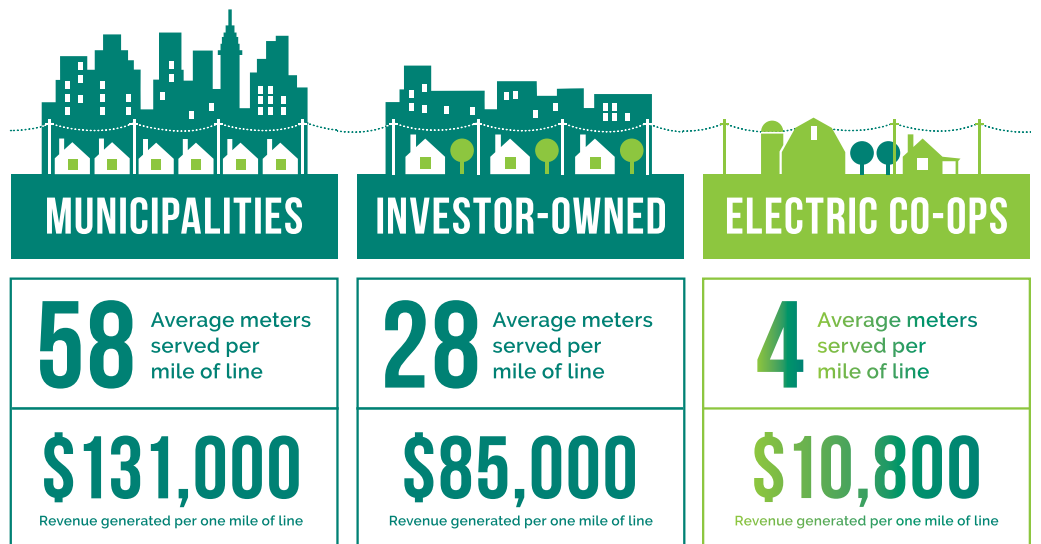 MUNICIPALITIES
58
Average meters
served per
mile of line
$131,000
Revenue generated per one mile of line
INVESTOR-OWNED
28
Average meters
served per
mile of line
$85,000
Revenue generated per one mile of line
ELECTRIC CO-OPS
4
Average meters
served per
mile of line
$10,800
Revenue generated per one mile of line